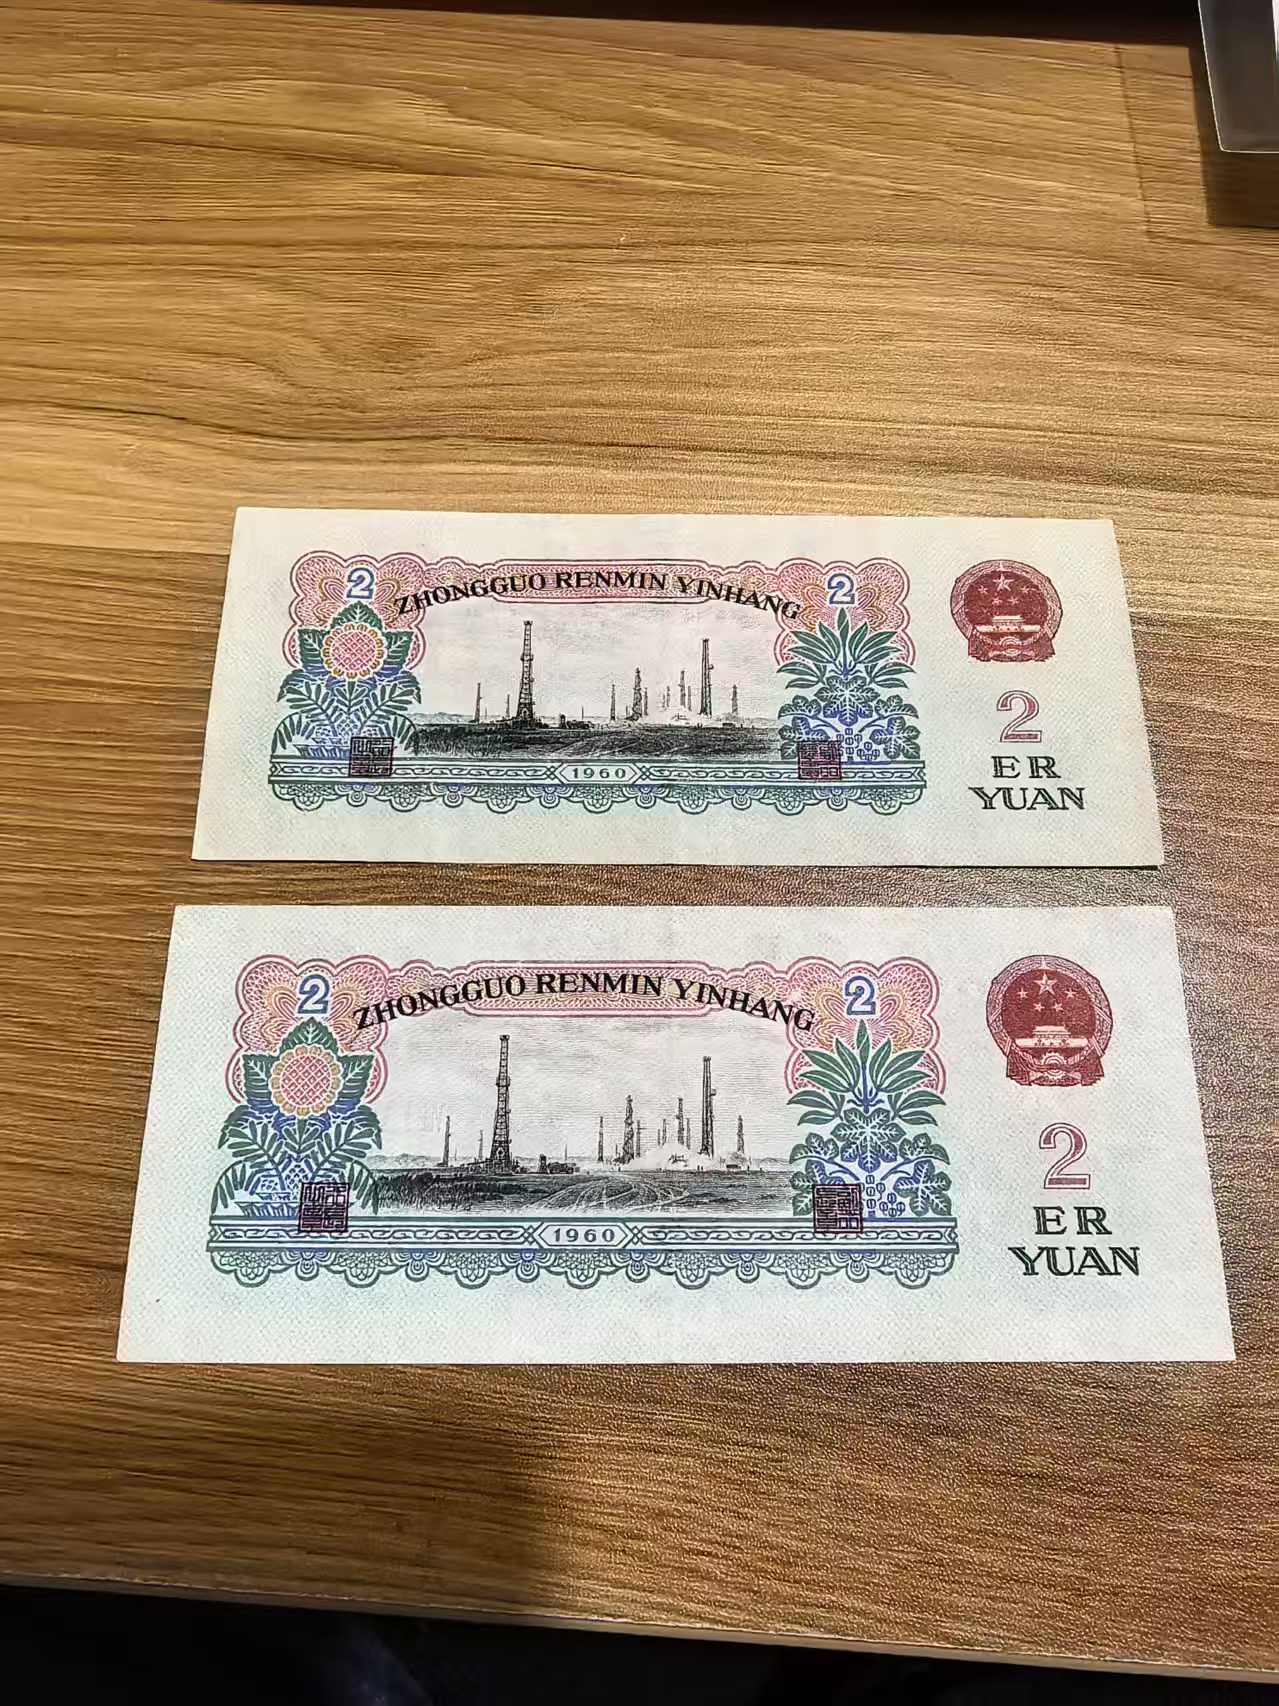 2 ZHONGGUO RENMIN YINHANG 2
2
ER
YUAN
1960
2 ZHONGGUO RENMIN YINHANG 2
2
ER
YUAN
1960